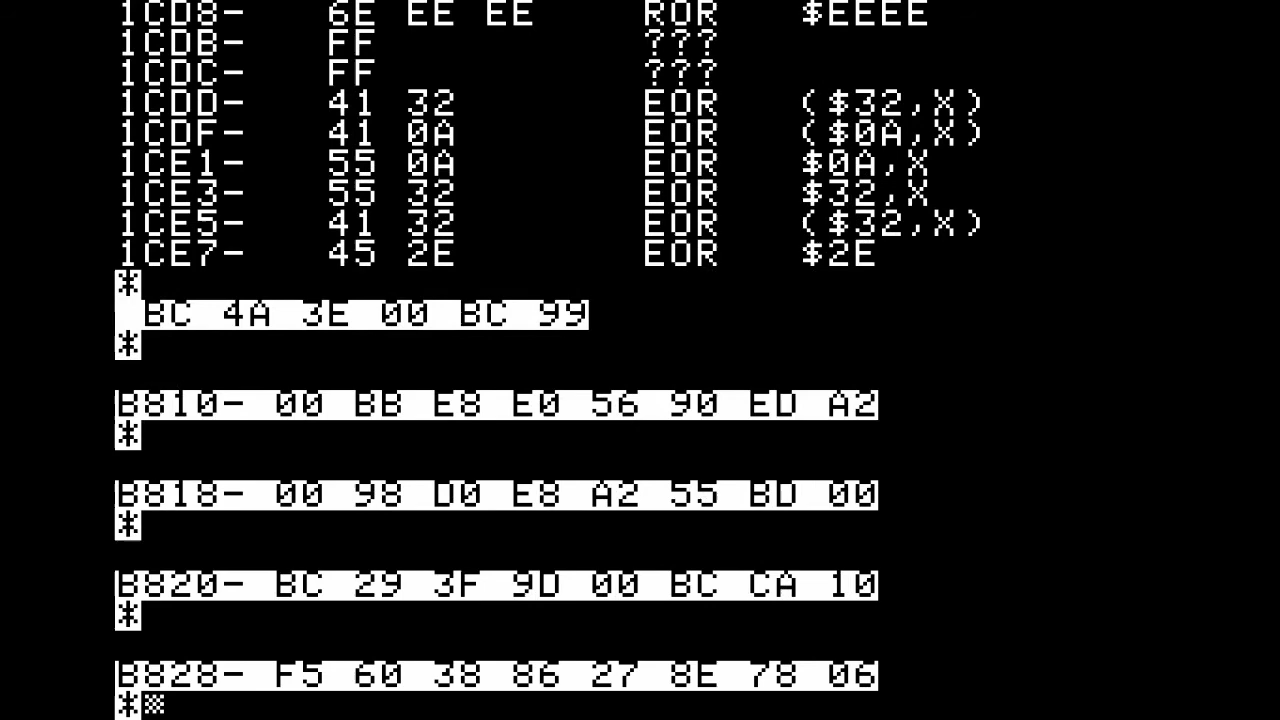 1CD8-   6E EE EE    ROR   $EEEE
1CDB-   FF          ???
1CDC-   FF          ???
1CDD-   41 32       EOR   ($32,X)
1CDF-   41 0A       EOR   ($0A,X)
1CE1-   55 0A       EOR   $0A,X
1CE3-   55 32       EOR   $32,X
1CE5-   41 32       EOR   ($32,X)
1CE7-   45 2E       EOR   $2E
*
BC 4A 3E 00 BC 99
*
B810- 00 BB E8 E0 56 90 ED A2
*
B818- 00 98 D0 E8 A2 55 BD 00
*
B820- BC 29 3F 9D 00 BC CA 10
*
B828- F5 60 38 86 27 8E 78 06
*